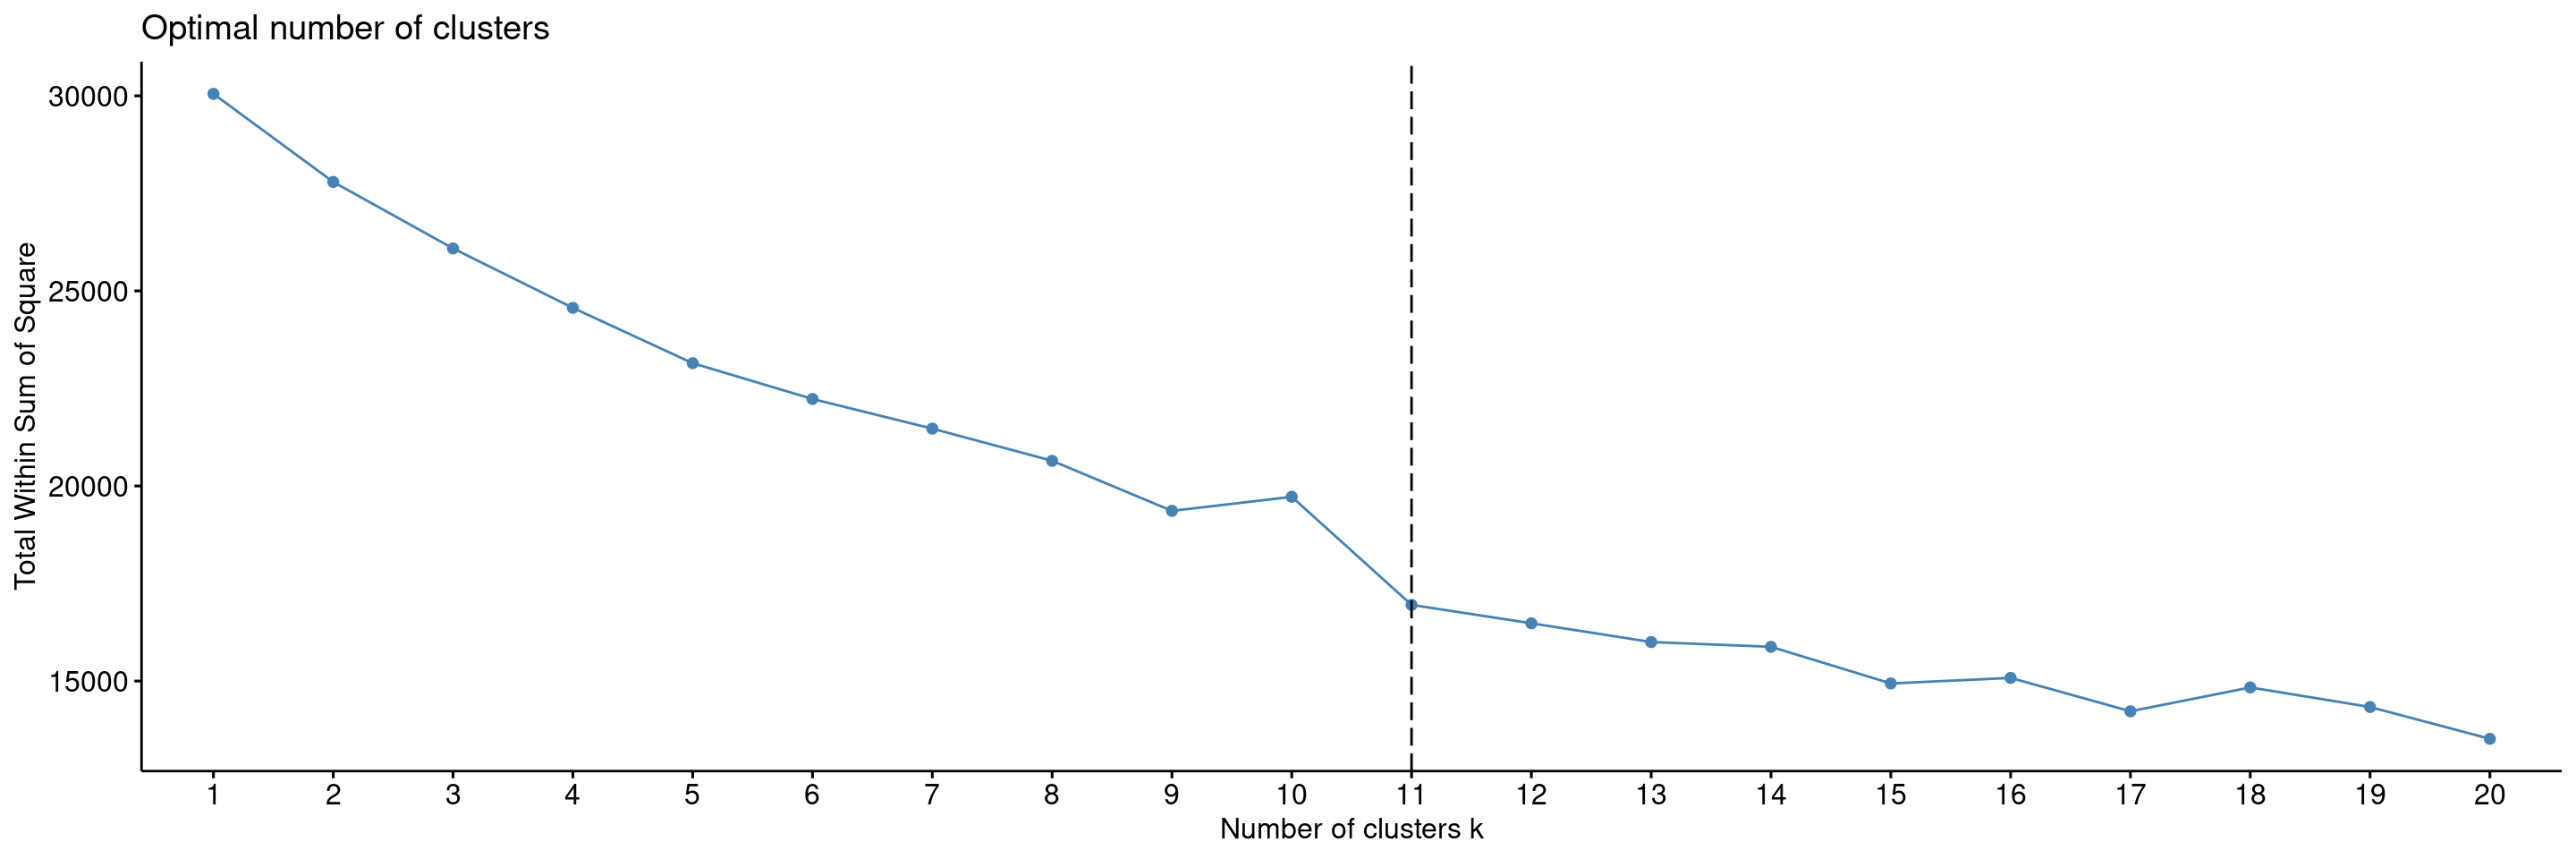 Optimal number of clusters
Total Within Sum of Square
30000
25000
20000
15000
1 2 3 4 5 6 7 8 9 10 11 12 13 14 15 16 17 18 19 20
Number of clusters k